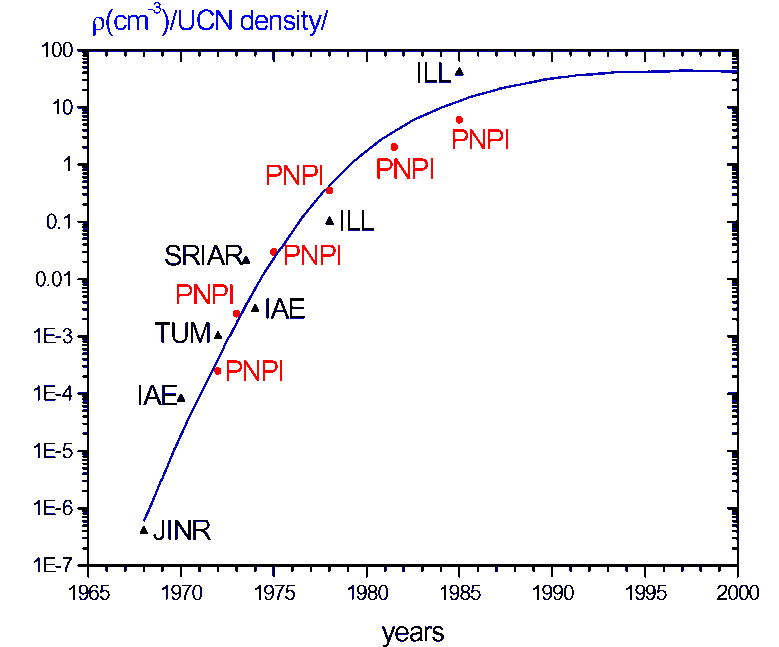 ρ(cm⁻³)/UCN density/
100
ILL
10
PNPI
PNPI
1
PNPI
0.1
ILL
SRIAR
PNPI
0.01
PNPI
IAE
1E-3
TUM
PNPI
1E-4
IAE
1E-5
1E-6
JINR
1E-7
1965 1970 1975 1980 1985 1990 1995 2000
years